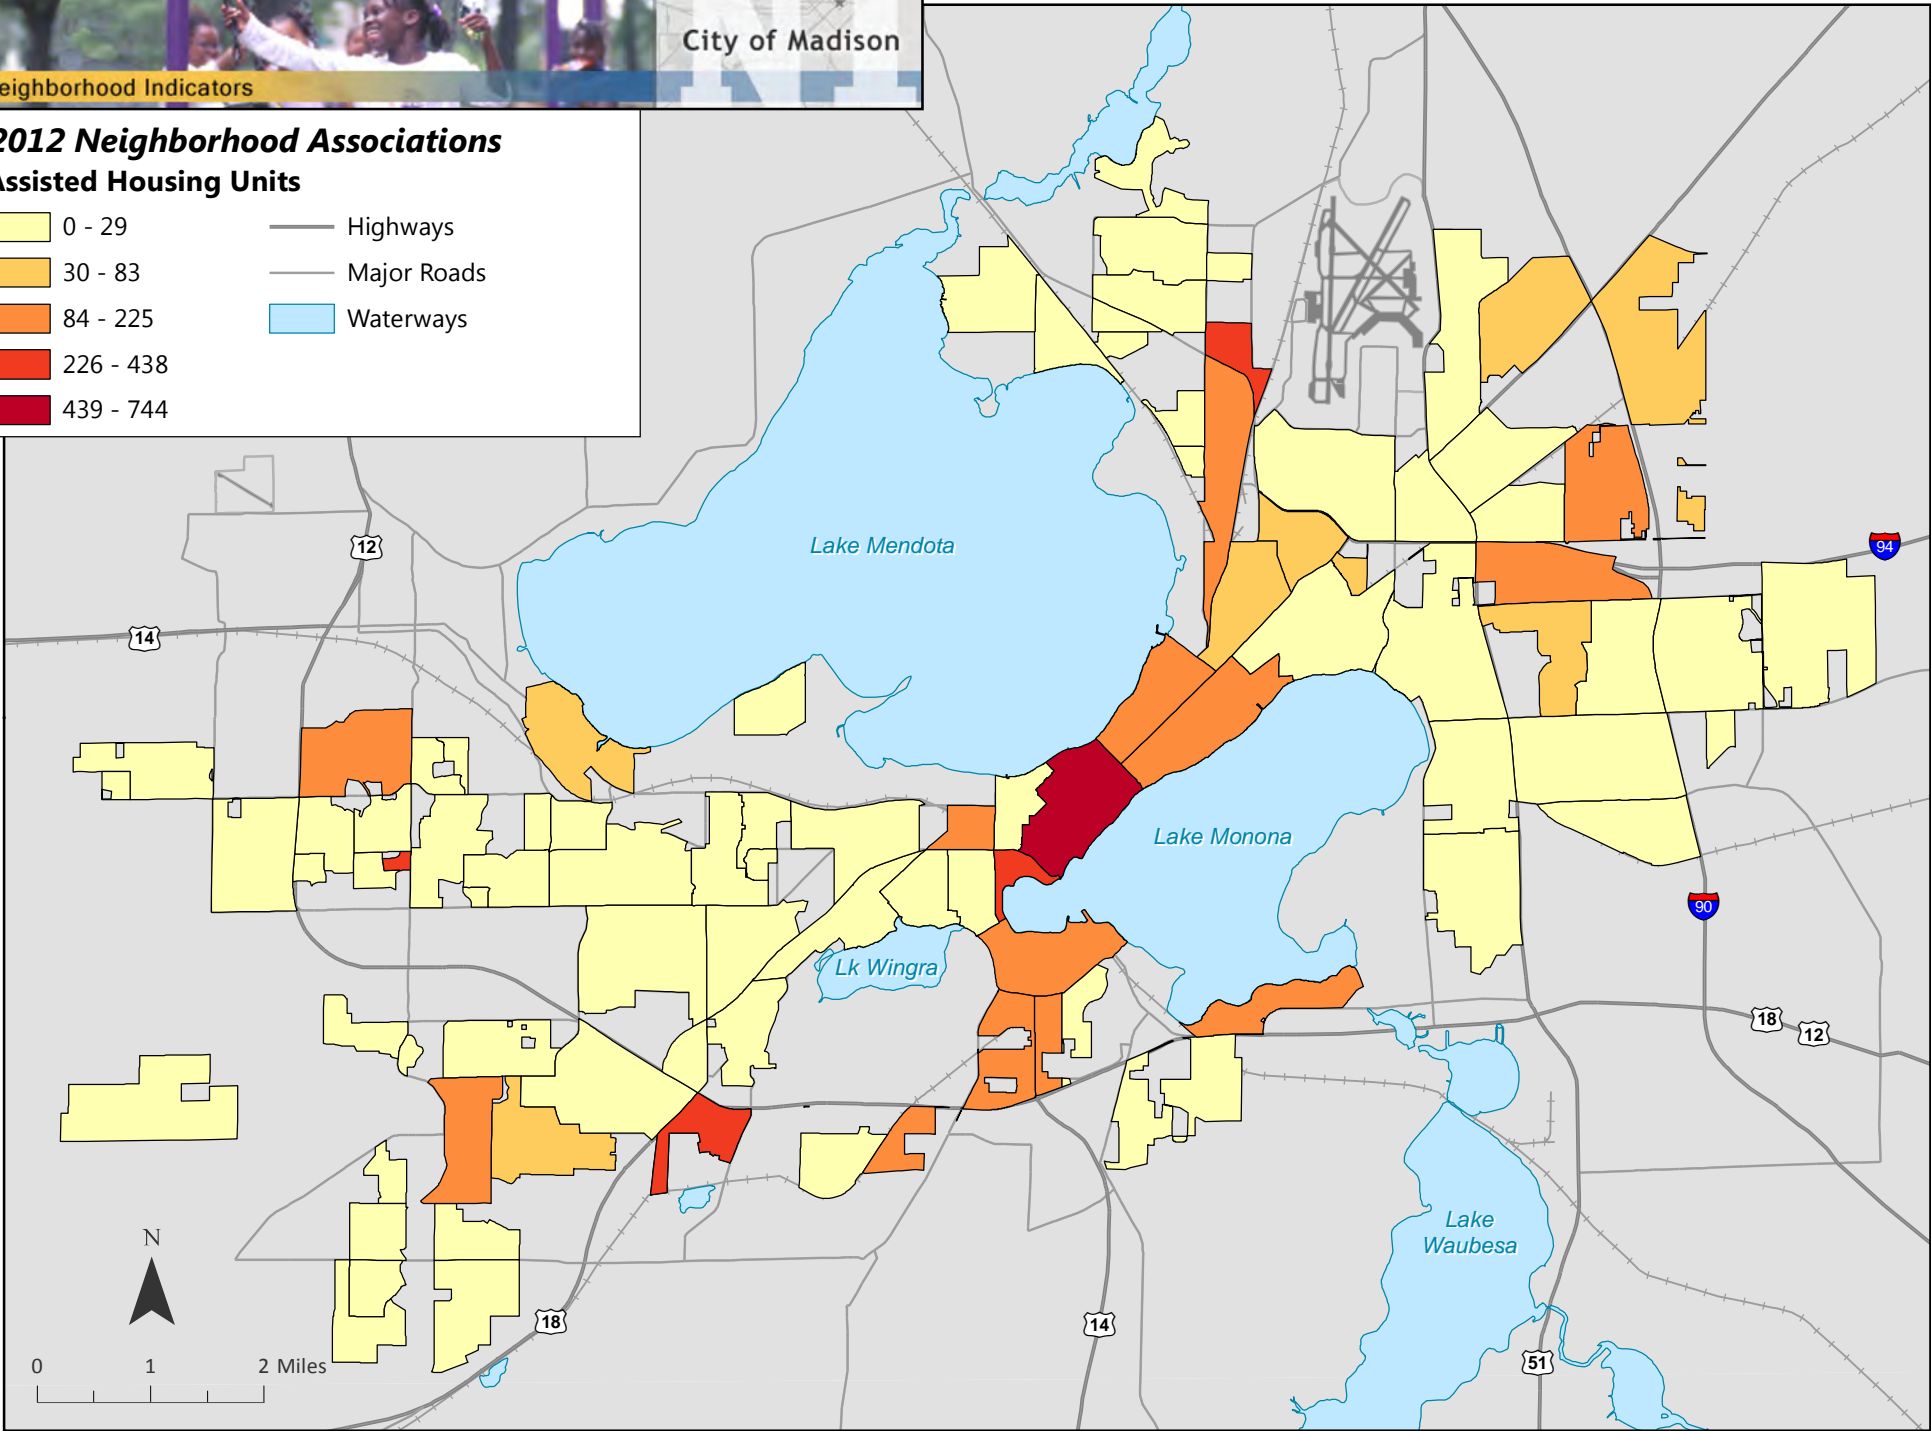 City of Madison
eighborhood Indicators
2012 Neighborhood Associations
Assisted Housing Units
0 - 29
Highways
30 - 83
Major Roads
84 - 225
Waterways
226 - 438
439 - 744
Lake Mendota
12
94
14
Lake Monona
90
Lk Wingra
18
12
Lake
Waubesa
N
18
14
51
0 1 2 Miles